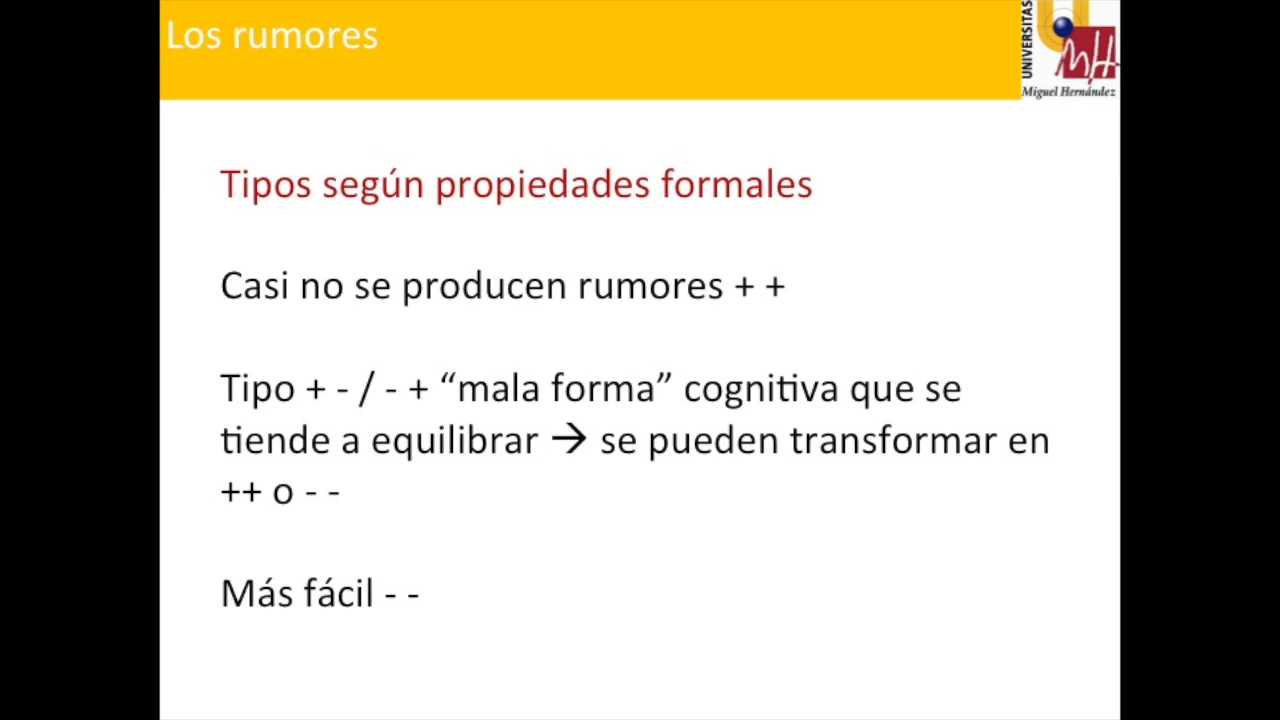 Los rumores
UNIVERSITAS
Miguel Hernández
Tipos según propiedades formales
Casi no se producen rumores + +
Tipo + - / - + “mala forma” cognitiva que se
tiende a equilibrar → se pueden transformar en
++ o - -
Más fácil - -